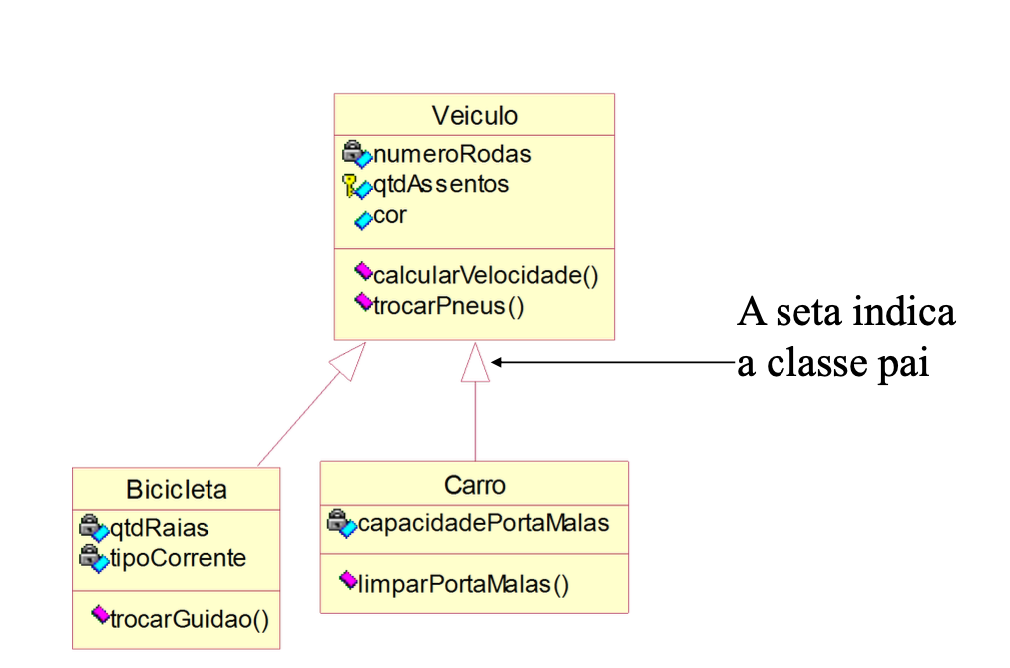 Veiculo
numeroRodas
qtdAssentos
cor
calcularVelocidade()
trocarPneus()
A seta indica
a classe pai
Bicicleta
qtdRaias
tipoCorrente
trocarGuidao()
Carro
capacidadePortaMalas
limparPortaMalas()